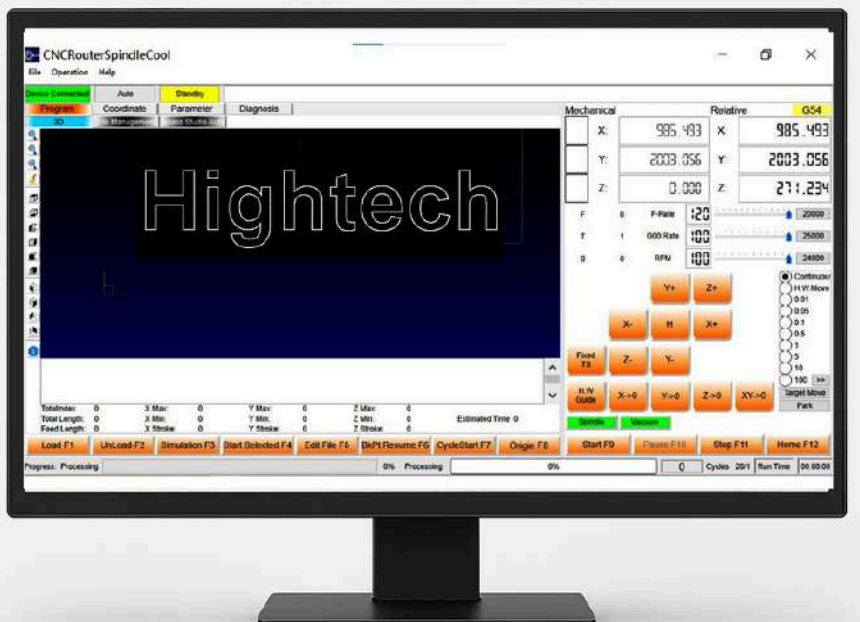 CNCRouterSpindleCool
File Operation Help
Device Connected Auto Standby
Program Coordinate Parameter Diagnosis
3D File Management
Hightech
Mechanical Relative G54
X: 985.493 X: 985.493
Y: 2003.056 Y: 2003.056
Z: 0.000 Z: 271.234
F 0 F-Rate 120 20000
T 1 G00 Rate 100 25000
S 0 RPM 100 24000
Y+ Z+
X- H X+
Fixed TS Z- Y-
H.W Guide X->0 Y->0 Z->0 XY->0
Continuous
H.W.Move
0.01
0.05
0.1
0.5
1
5
10
100 >>
Target Move
Park
Spindle Vacuum
TotalIndex: 0 X Max: 0 Y Max: 0 Z Max: 0
Total Length: 0 X Min: 0 Y Min: 0 Z Min: 0 Estimated Time 0
Feed Length: 0 X Stroke: 0 Y Stroke: 0 Z Stroke: 0
Load F1 UnLoad-F2 Simulation F3 Start Selected F4 Edit File F5 BkPt Resume F6 CycleStart F7 Origin F8 Start F9 Pause F10 Stop F11 Home F12
Progress: Processing 0% Processing 0% 0 Cycles 20/1 Run Time 00:00:00